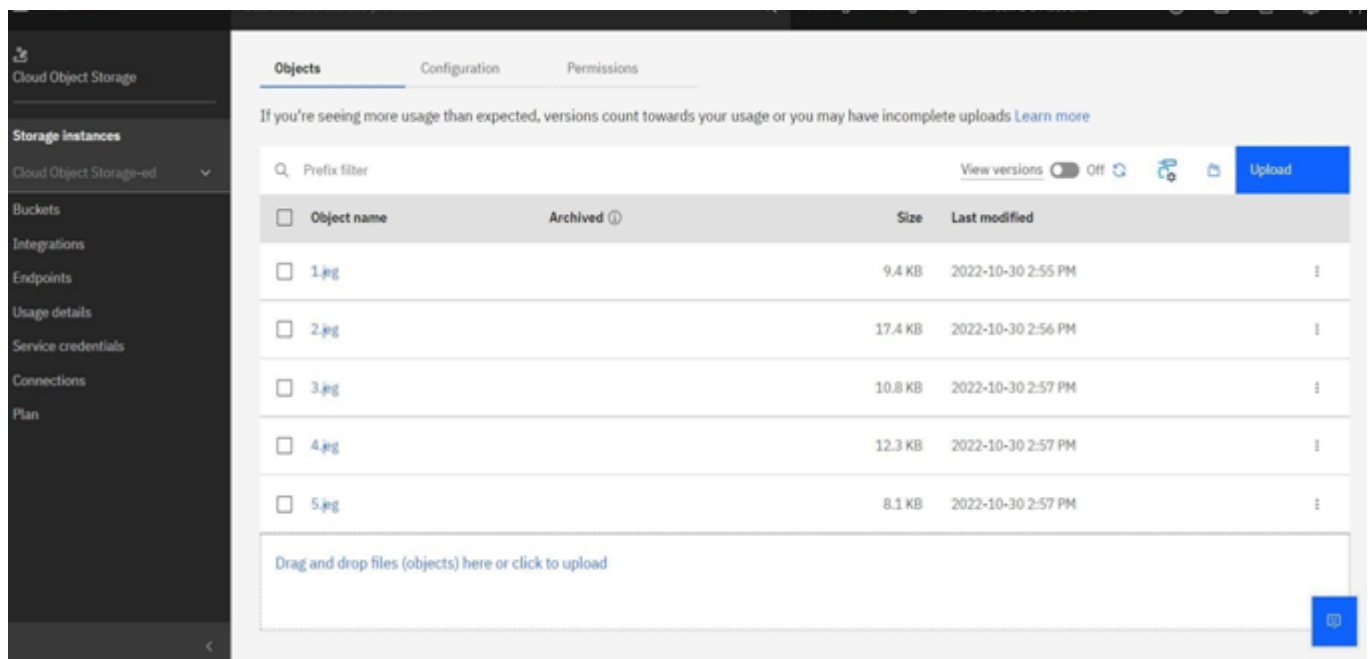 Cloud Object Storage
Storage instances
Cloud Object Storage-ed
Buckets
Integrations
Endpoints
Usage details
Service credentials
Connections
Plan
Objects Configuration Permissions
If you're seeing more usage than expected, versions count towards your usage or you may have incomplete uploads Learn more
Prefix filter View versions Off Upload
Object name Archived Size Last modified
1.jeg 9.4 KB 2022-10-30 2:55 PM
2.jeg 17.4 KB 2022-10-30 2:56 PM
3.jeg 10.8 KB 2022-10-30 2:57 PM
4.jeg 12.3 KB 2022-10-30 2:57 PM
5.jeg 8.1 KB 2022-10-30 2:57 PM
Drag and drop files (objects) here or click to upload